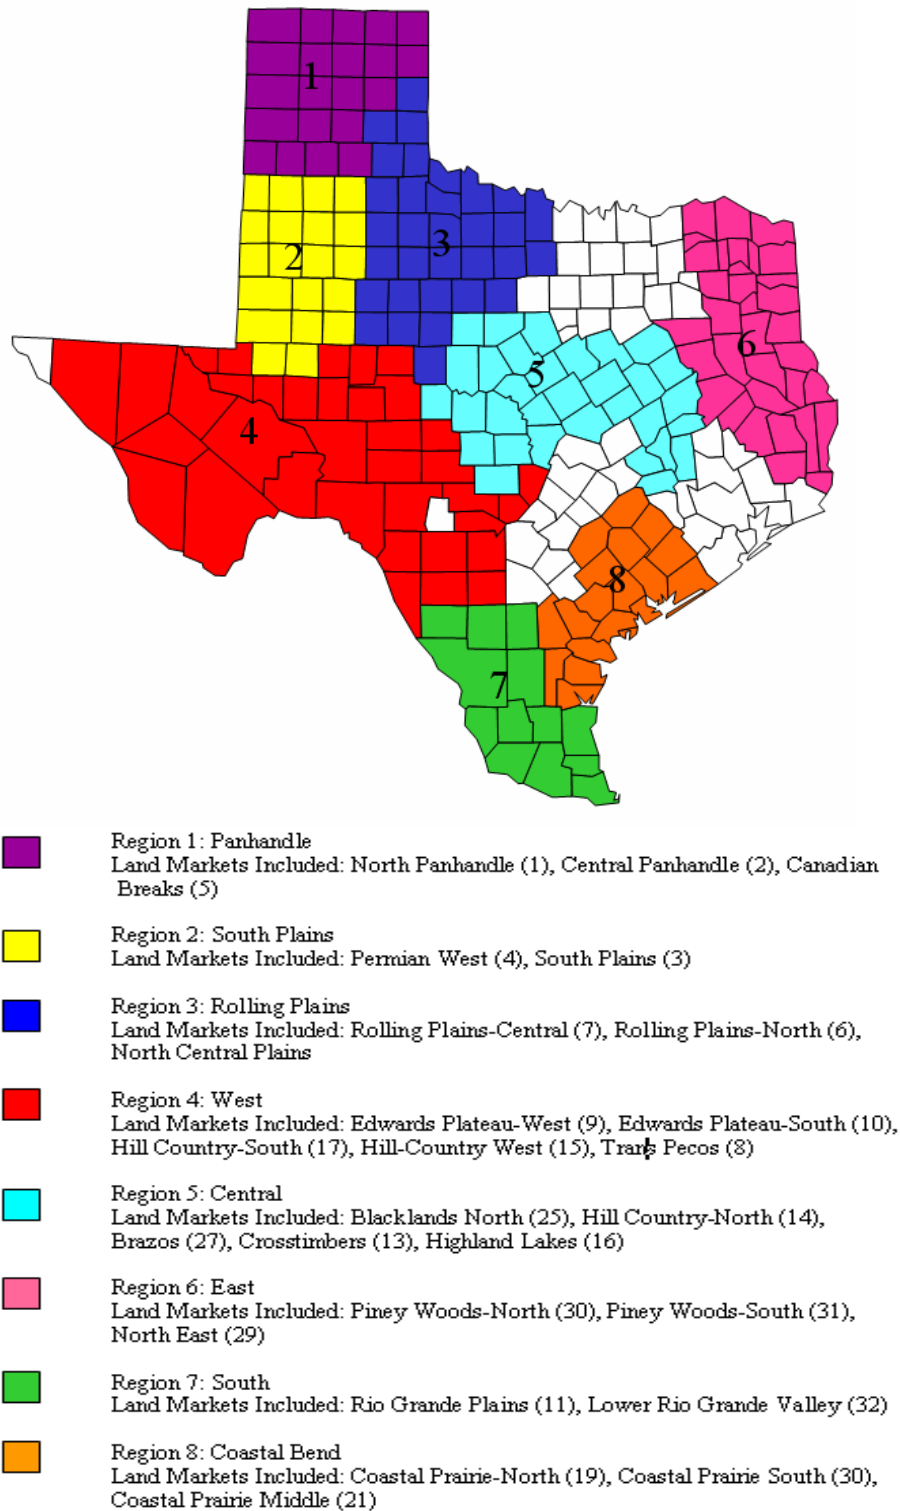 1
2
3
4
5
6
7
8
Region 1: Panhandle
Land Markets Included: North Panhandle (1), Central Panhandle (2), Canadian
Breaks (5)
Region 2: South Plains
Land Markets Included: Permian West (4), South Plains (3)
Region 3: Rolling Plains
Land Markets Included: Rolling Plains-Central (7), Rolling Plains-North (6),
North Central Plains
Region 4: West
Land Markets Included: Edwards Plateau-West (9), Edwards Plateau-South (10),
Hill Country-South (17), Hill-Country West (15), Trans Pecos (8)
Region 5: Central
Land Markets Included: Blacklands North (25), Hill Country-North (14),
Brazos (27), Crosstimbers (13), Highland Lakes (16)
Region 6: East
Land Markets Included: Piney Woods-North (30), Piney Woods-South (31),
North East (29)
Region 7: South
Land Markets Included: Rio Grande Plains (11), Lower Rio Grande Valley (32)
Region 8: Coastal Bend
Land Markets Included: Coastal Prairie-North (19), Coastal Prairie South (30),
Coastal Prairie Middle (21)